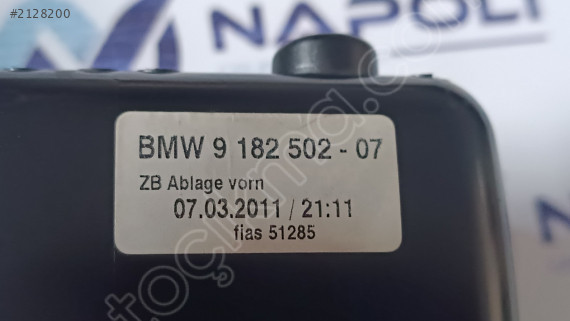 #2128200
NAPOLİ
BMW 9 182 502 - 07
ZB Ablage vorn
07.03.2011 / 21:11
fias 51285